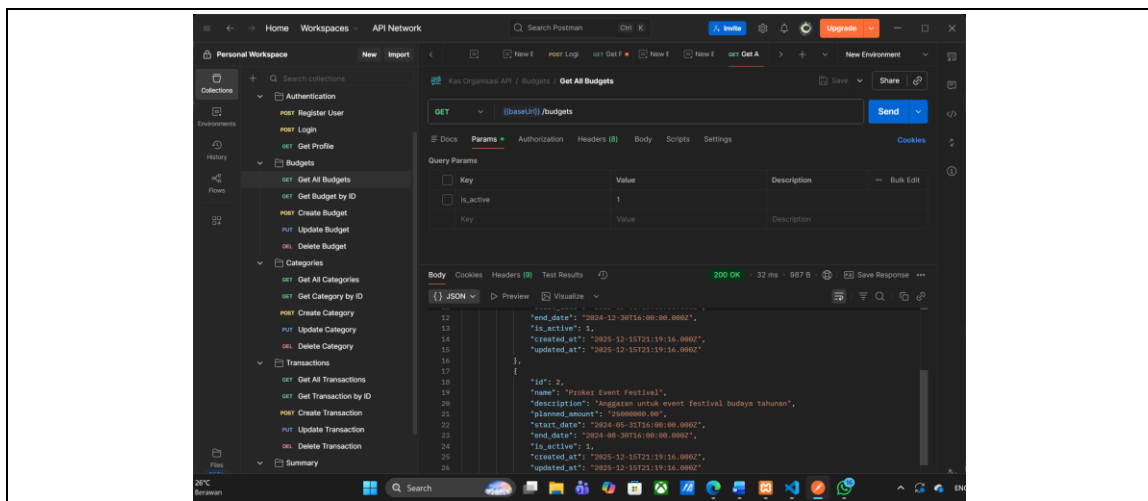 Home Workspaces API Network Search Postman Ctrl K Invite Upgrade
Personal Workspace New Import New E POST Logi GET Get F New E New E GET Get A New Environment
Collections
Environments
History
Flows
Files
Search collections
Authentication
POST Register User
POST Login
GET Get Profile
Budgets
GET Get All Budgets
GET Get Budget by ID
POST Create Budget
PUT Update Budget
DEL Delete Budget
Categories
GET Get All Categories
GET Get Category by ID
POST Create Category
PUT Update Category
DEL Delete Category
Transactions
GET Get All Transactions
GET Get Transaction by ID
POST Create Transaction
PUT Update Transaction
DEL Delete Transaction
Summary
Kas Organisasi API / Budgets / Get All Budgets Save Share
GET {{baseUrl}} /budgets Send
Docs Params Authorization Headers (8) Body Scripts Settings Cookies
Query Params
Key Value Description Bulk Edit
is_active 1
Key Value Description
Body Cookies Headers (9) Test Results 200 OK 32 ms 987 B Save Response
{} JSON Preview Visualize
12 "end_date": "2024-12-30T16:00:00.000Z",
13 "is_active": 1,
14 "created_at": "2025-12-15T21:19:16.000Z",
15 "updated_at": "2025-12-15T21:19:16.000Z"
16 },
17 {
18 "id": 2,
19 "name": "Proker Event Festival",
20 "description": "Anggaran untuk event festival budaya tahunan",
21 "planned_amount": "25000000.00",
22 "start_date": "2024-05-31T16:00:00.000Z",
23 "end_date": "2024-08-30T16:00:00.000Z",
24 "is_active": 1,
25 "created_at": "2025-12-15T21:19:16.000Z",
26 "updated_at": "2025-12-15T21:19:16.000Z"
26°C
Berawan
Search